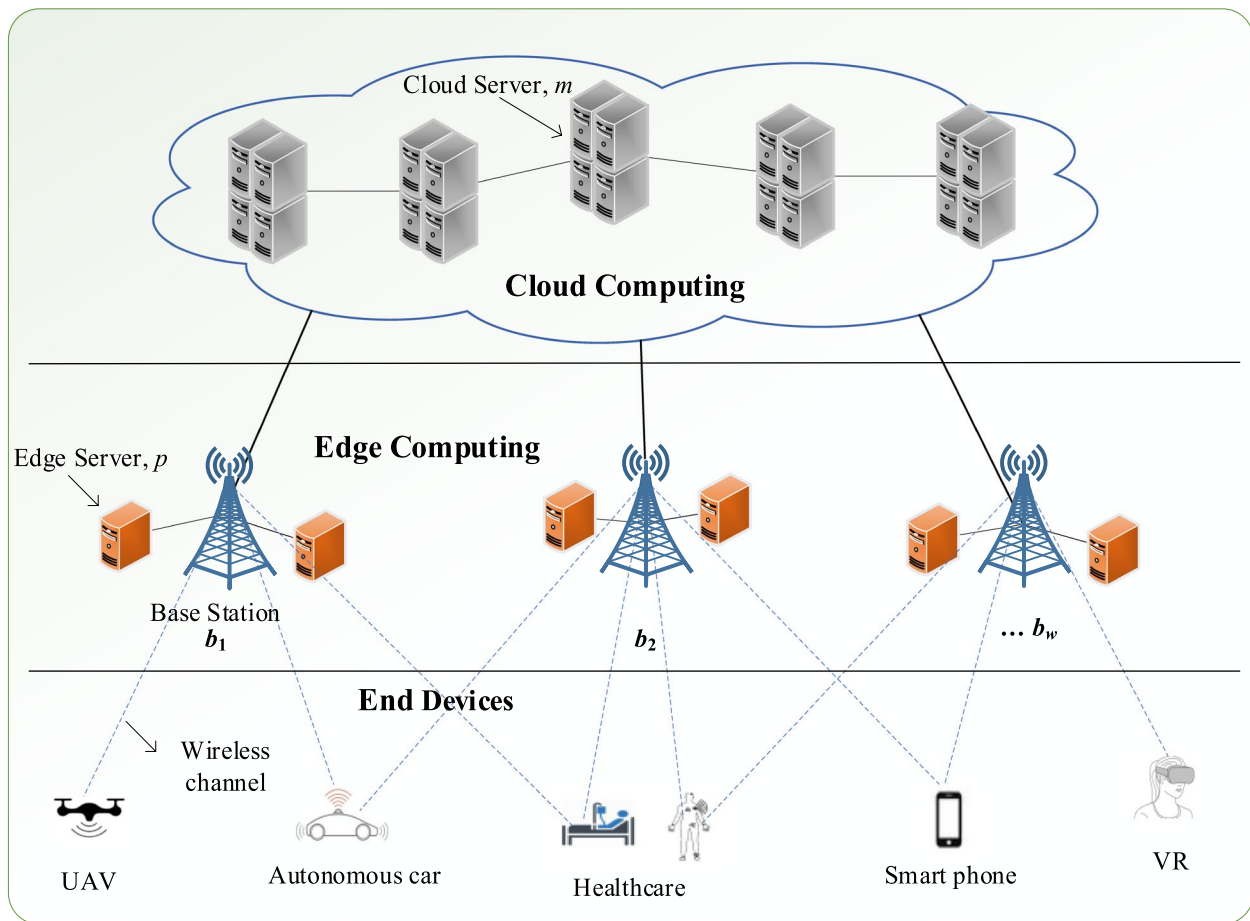 Cloud Server, m
Cloud Computing
Edge Computing
Edge Server, p
Base Station
b₁
b₂
... b_w
End Devices
Wireless
channel
UAV
Autonomous car
Healthcare
Smart phone
VR